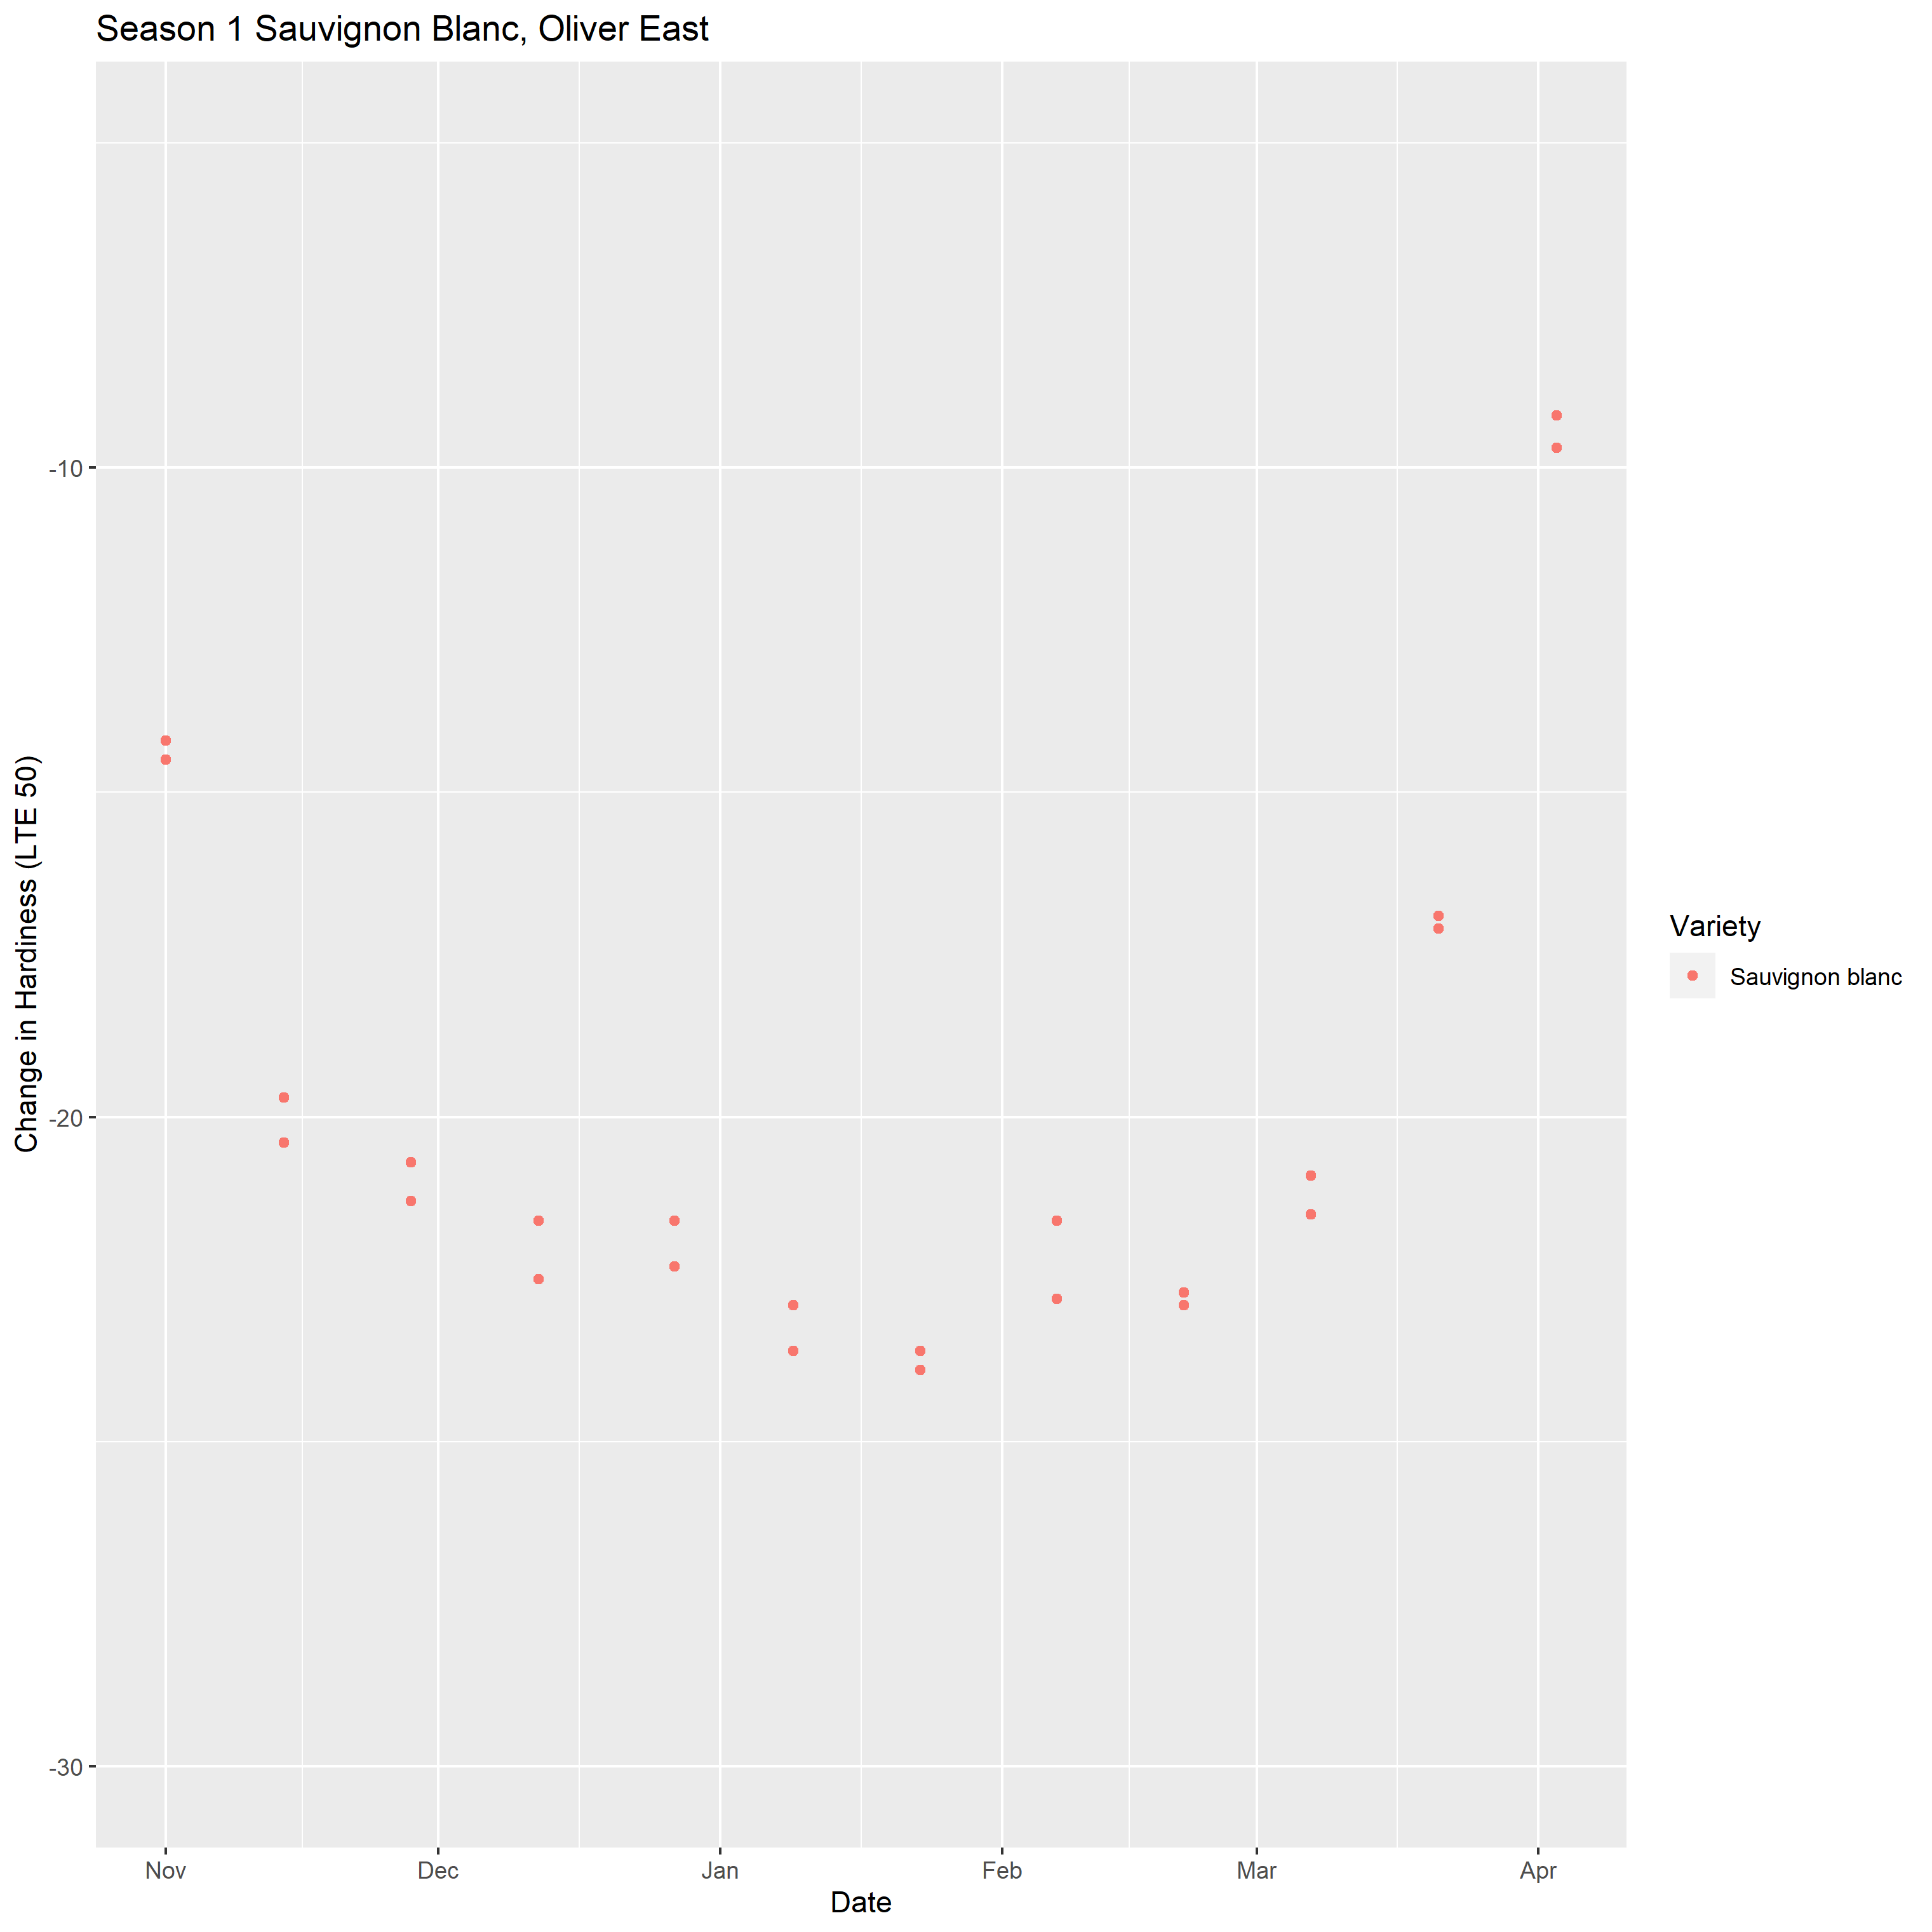 Season 1 Sauvignon Blanc, Oliver East
Change in Hardiness (LTE 50)
-10
-20
-30
Nov
Dec
Jan
Feb
Mar
Apr
Date
Variety
Sauvignon blanc